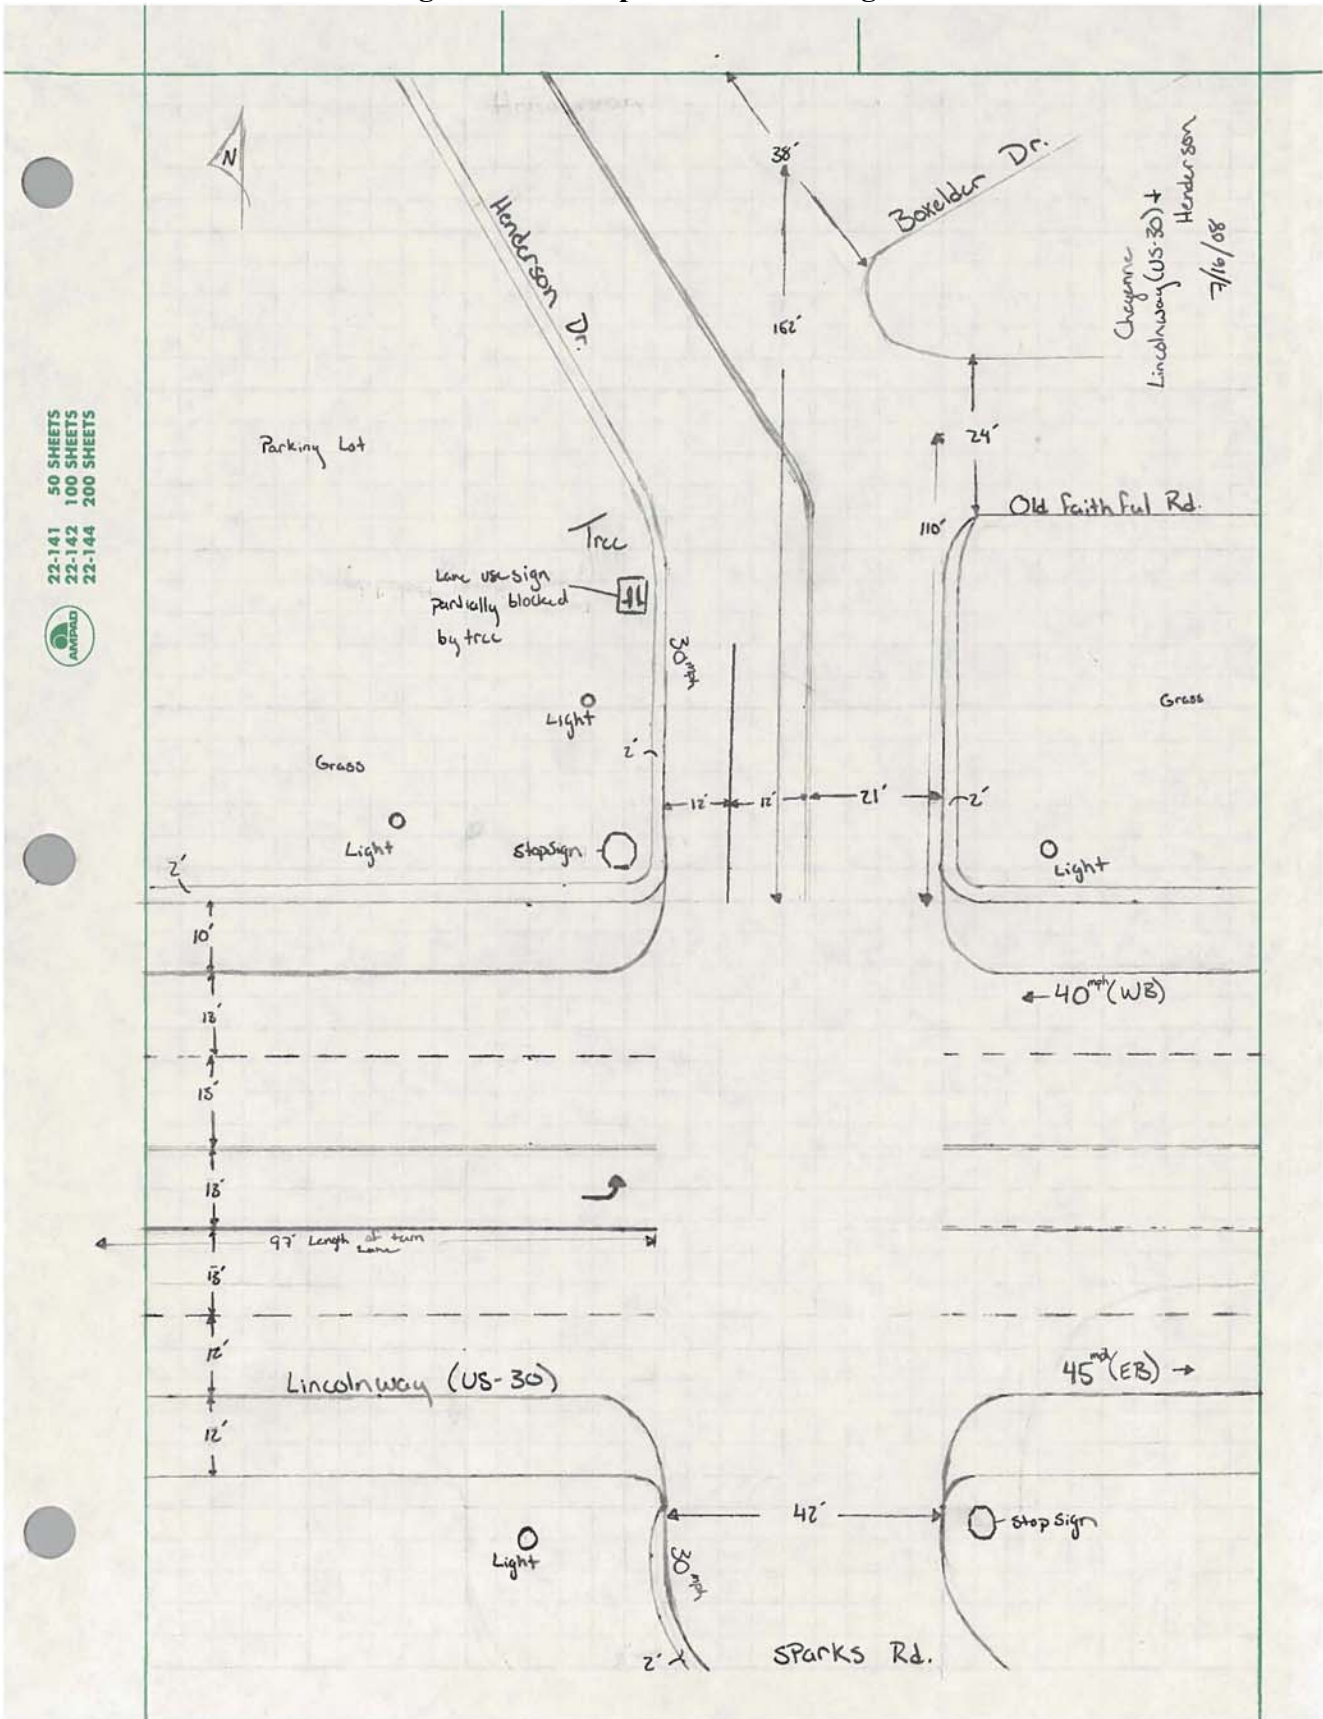 N
Henderson Dr.
38'
Boxelder Dr.
Cheyenne
Lincolnway (US-30) +
Henderson
7/16/08
162'
22-141 50 SHEETS
22-142 100 SHEETS
22-144 200 SHEETS
AMPAD
Parking Lot
24'
110'
Old Faithful Rd.
Tree
Lane use sign
partially blocked
by tree
30 mph
Light
Grass
2'
Grass
12'
12'
21'
2'
Light
Stop Sign
Light
2'
10'
40 mph (WB)
13'
15'
13'
97' Length of turn
Lane
13'
12'
Lincolnway (US-30)
45 mph (EB)
12'
42'
Stop Sign
Light
30 mph
2'
Sparks Rd.